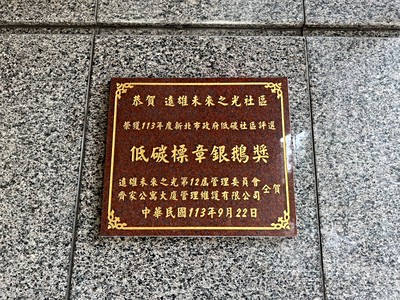 恭賀 遠雄未來之光社區
榮獲113年度新北市政府低碳社區評選
低碳標章銀鵝獎
遠雄未來之光第12屆管理委員會
齊家公寓大廈管理維護有限公司 仝賀
中華民國113年9月22日